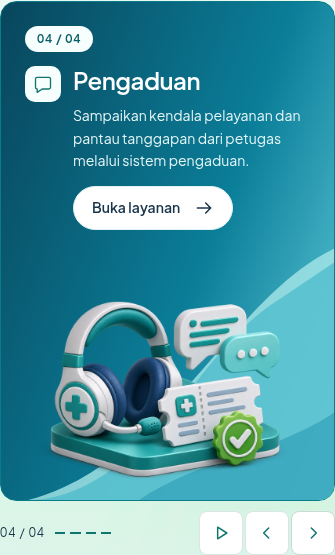 04 / 04
Pengaduan
Sampaikan kendala pelayanan dan
pantau tanggapan dari petugas
melalui sistem pengaduan.
Buka layanan
04 / 04